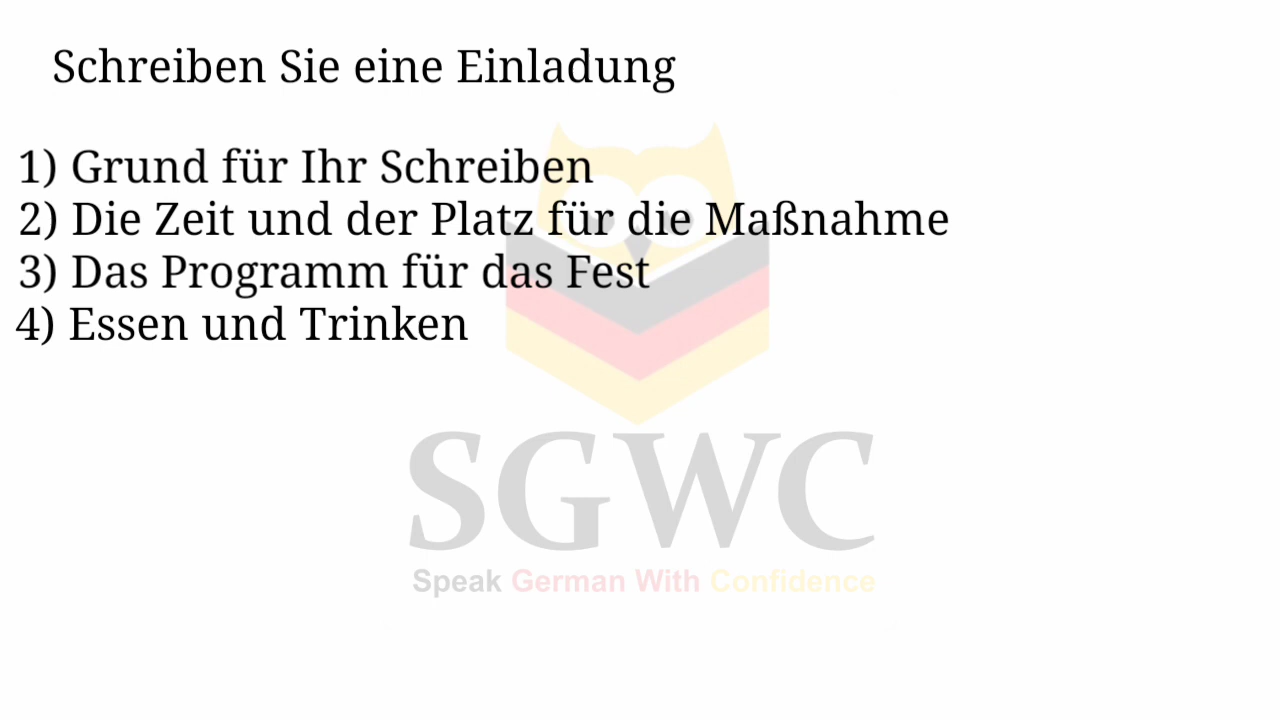 Schreiben Sie eine Einladung
1) Grund für Ihr Schreiben
2) Die Zeit und der Platz für die Maßnahme
3) Das Programm für das Fest
4) Essen und Trinken
SGWC
Speak German With Confidence